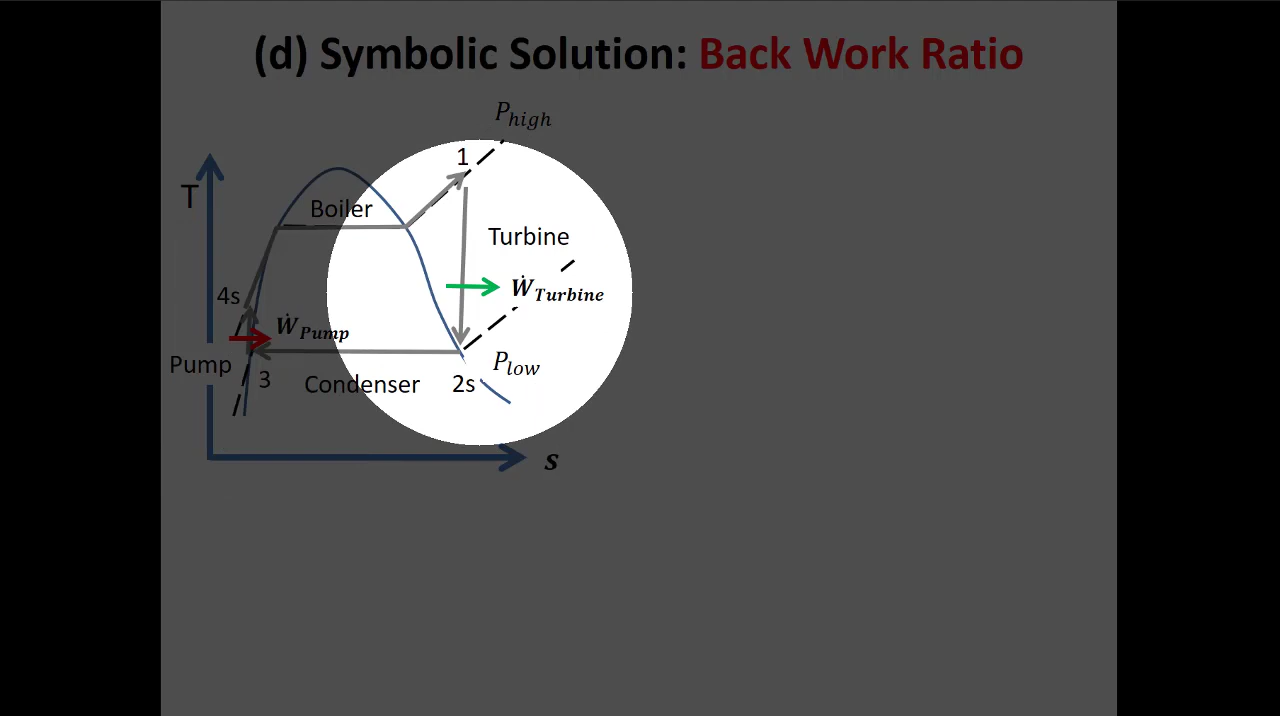 (d) Symbolic Solution: Back Work Ratio
P_high
1
T
Boiler
Turbine
4s
Ẇ_Turbine
Ẇ_Pump
Pump
P_low
3
Condenser
2s
s